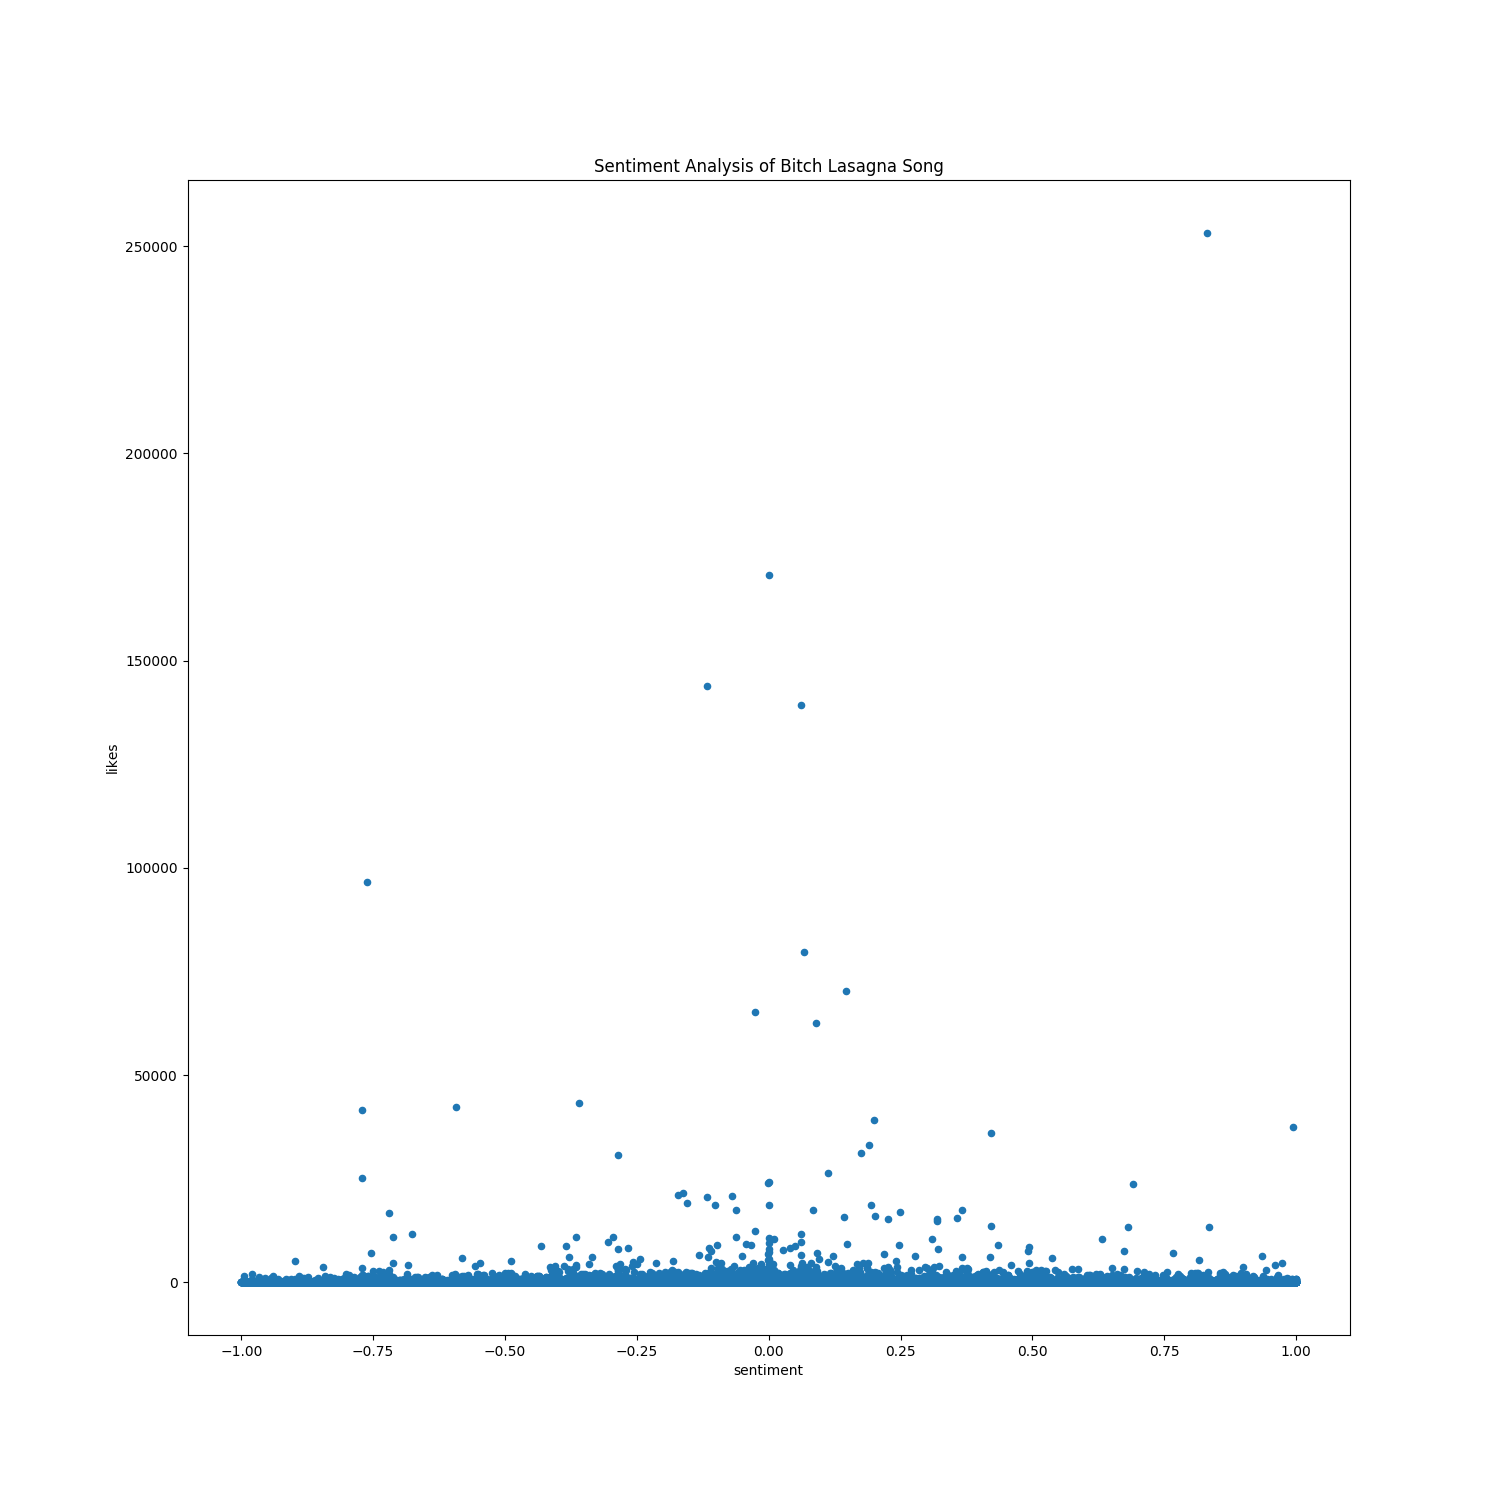 Sentiment Analysis of Bitch Lasagna Song
250000
200000
150000
100000
50000
0
likes
−1.00 −0.75 −0.50 −0.25 0.00 0.25 0.50 0.75 1.00
sentiment